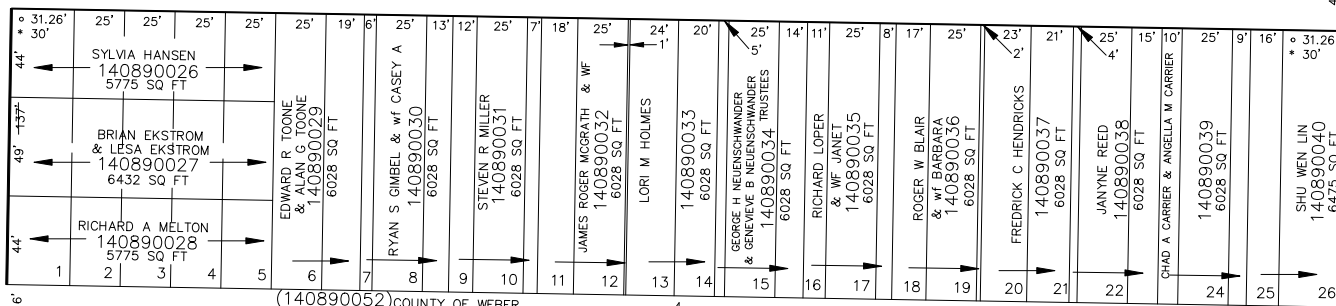 ° 31.26' 25' 25' 25' 25' 25' 19' 6' 25' 13' 12' 25' 7' 18' 25' 24' 20' 25' 14' 11' 25' 8' 17' 25' 23' 21' 25' 15' 10' 25' 9' 16' ° 31.26
* 30'
* 30'
1'
5'
2'
4'
44'
SYLVIA HANSEN
140890026
5775 SQ FT
137'
49'
BRIAN EKSTROM
& LESA EKSTROM
140890027
6432 SQ FT
44'
RICHARD A MELTON
140890028
5775 SQ FT
EDWARD R TOONE
& ALAN G TOONE
140890029
6028 SQ FT
RYAN S GIMBEL & wf CASEY A
140890030
6028 SQ FT
STEVEN R MILLER
140890031
6028 SQ FT
JAMES ROGER MCGRATH & WF
140890032
6028 SQ FT
LORI M HOLMES
140890033
6028 SQ FT
GEORGE H NEUENSCHWANDER
& GENEVIEVE B NEUENSCHWANDER
140890034 TRUSTEES
6028 SQ FT
RICHARD LOPER
& WF JANET
140890035
6028 SQ FT
ROGER W BLAIR
& wf BARBARA
140890036
6028 SQ FT
FREDRICK C HENDRICKS
140890037
6028 SQ FT
JANYNE REED
140890038
6028 SQ FT
CHAD A CARRIER & ANGELLA M CARRIER
140890039
6028 SQ FT
SHU WEN LIN
140890040
6475 SQ FT
1 2 3 4 5 6 7 8 9 10 11 12 13 14 15 16 17 18 19 20 21 22 24 25 26
6'
(140890052) COUNTY OF WEBER